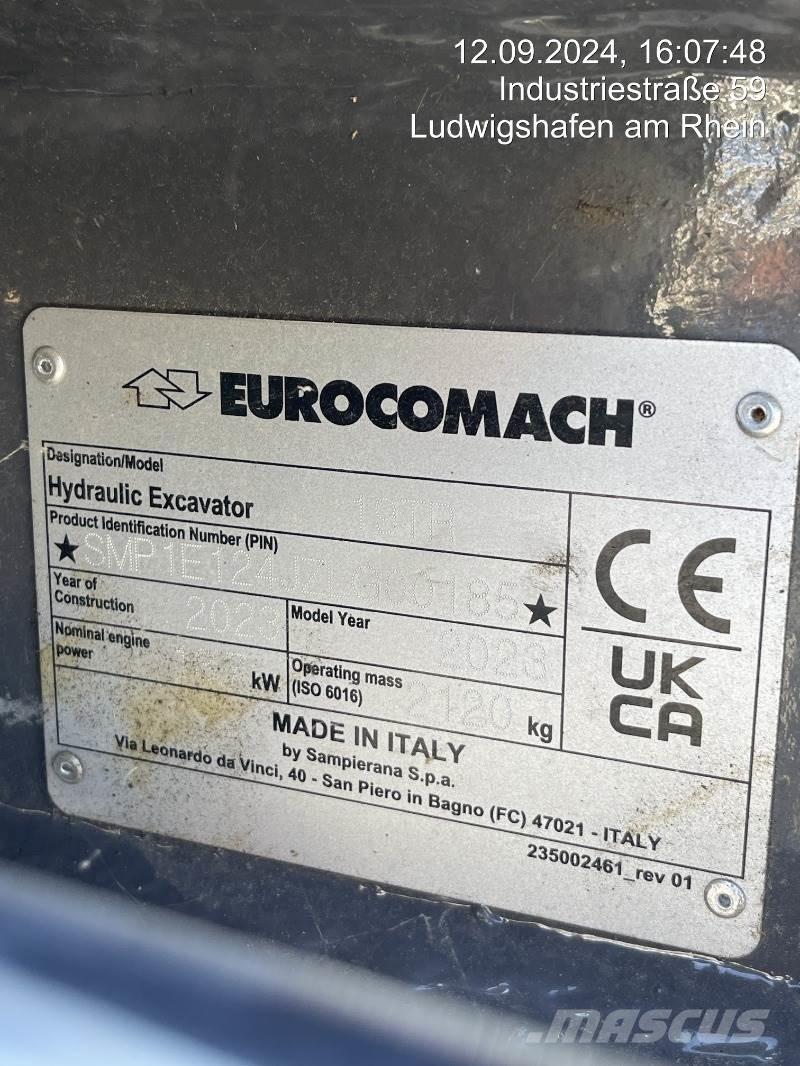 12.09.2024, 16:07:48
Industriestraße 59
Ludwigshafen am Rhein
EUROCOMACH®
Designation/Model
Hydraulic Excavator
Product Identification Number (PIN)
Year of Construction 2023
Model Year 2023
Nominal engine power kW
Operating mass (ISO 6016) 2120 kg
CE
UK
CA
MADE IN ITALY
by Sampierana S.p.a.
Via Leonardo da Vinci, 40 - San Piero in Bagno (FC) 47021 - ITALY
235002461_rev 01
MASCUS